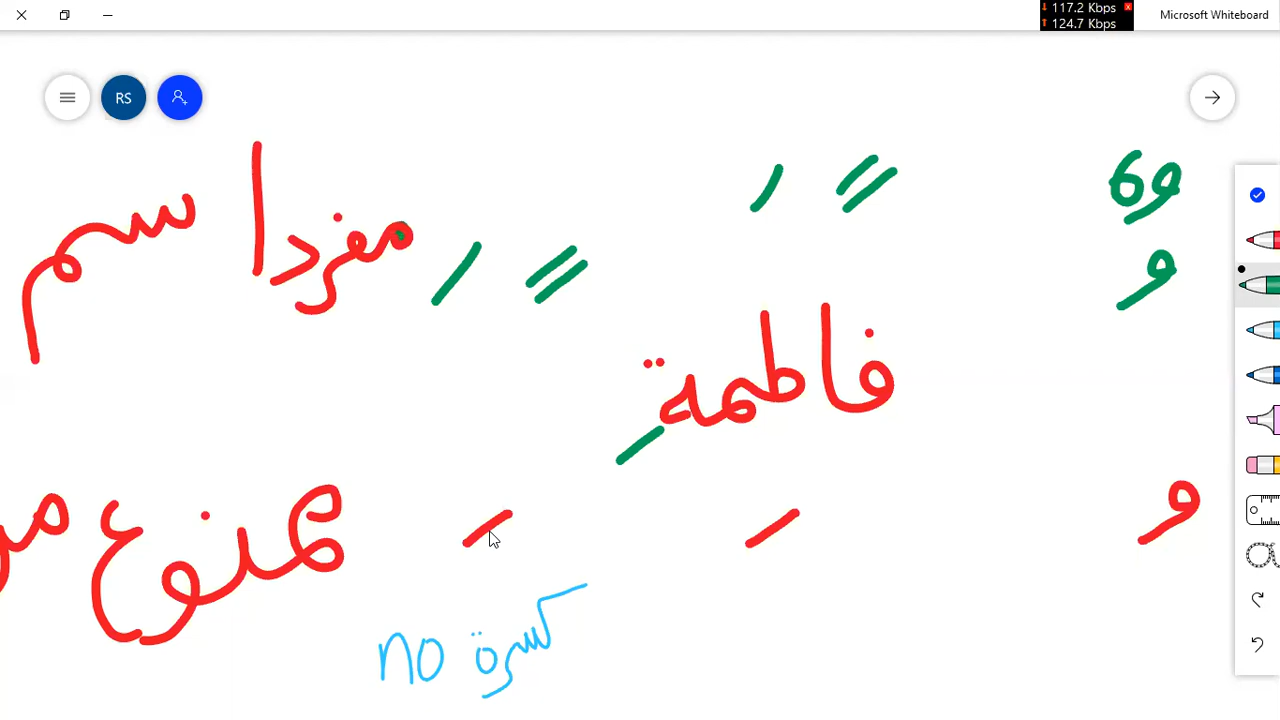 117.2 Kbps
124.7 Kbps
Microsoft Whiteboard
RS
اسم مفرد
فاطمة
ممنوع
no كسرة